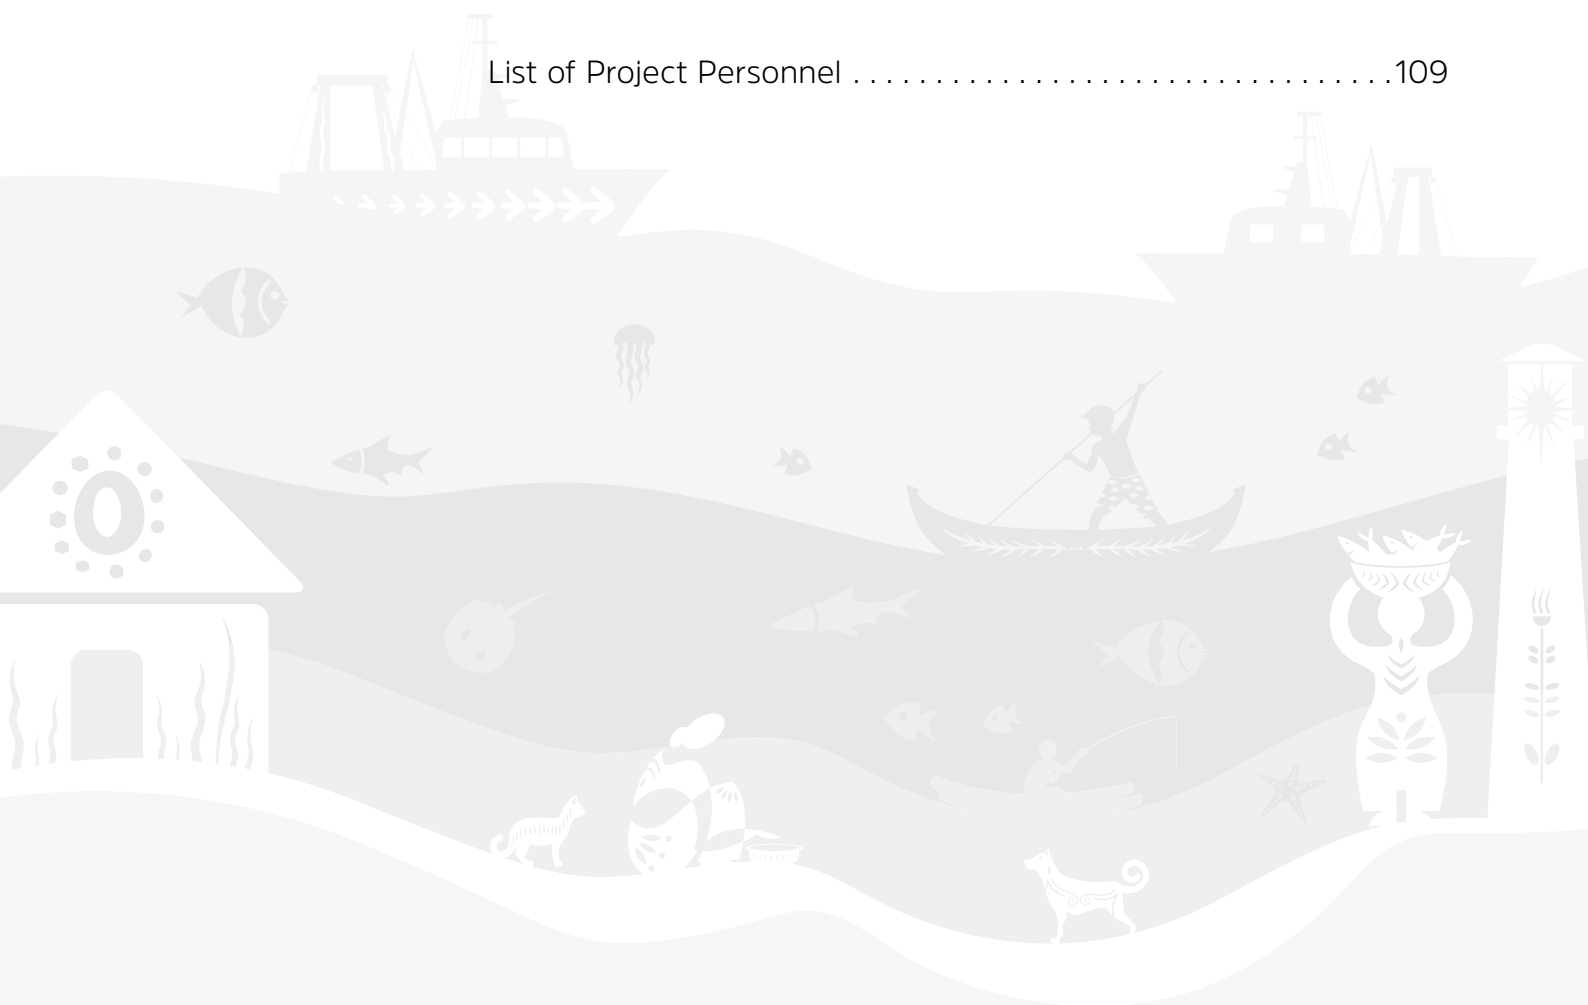 List of Project Personnel . . . . . . . . . . . . . . . . . . . . . . . . . . . . . . . . .109